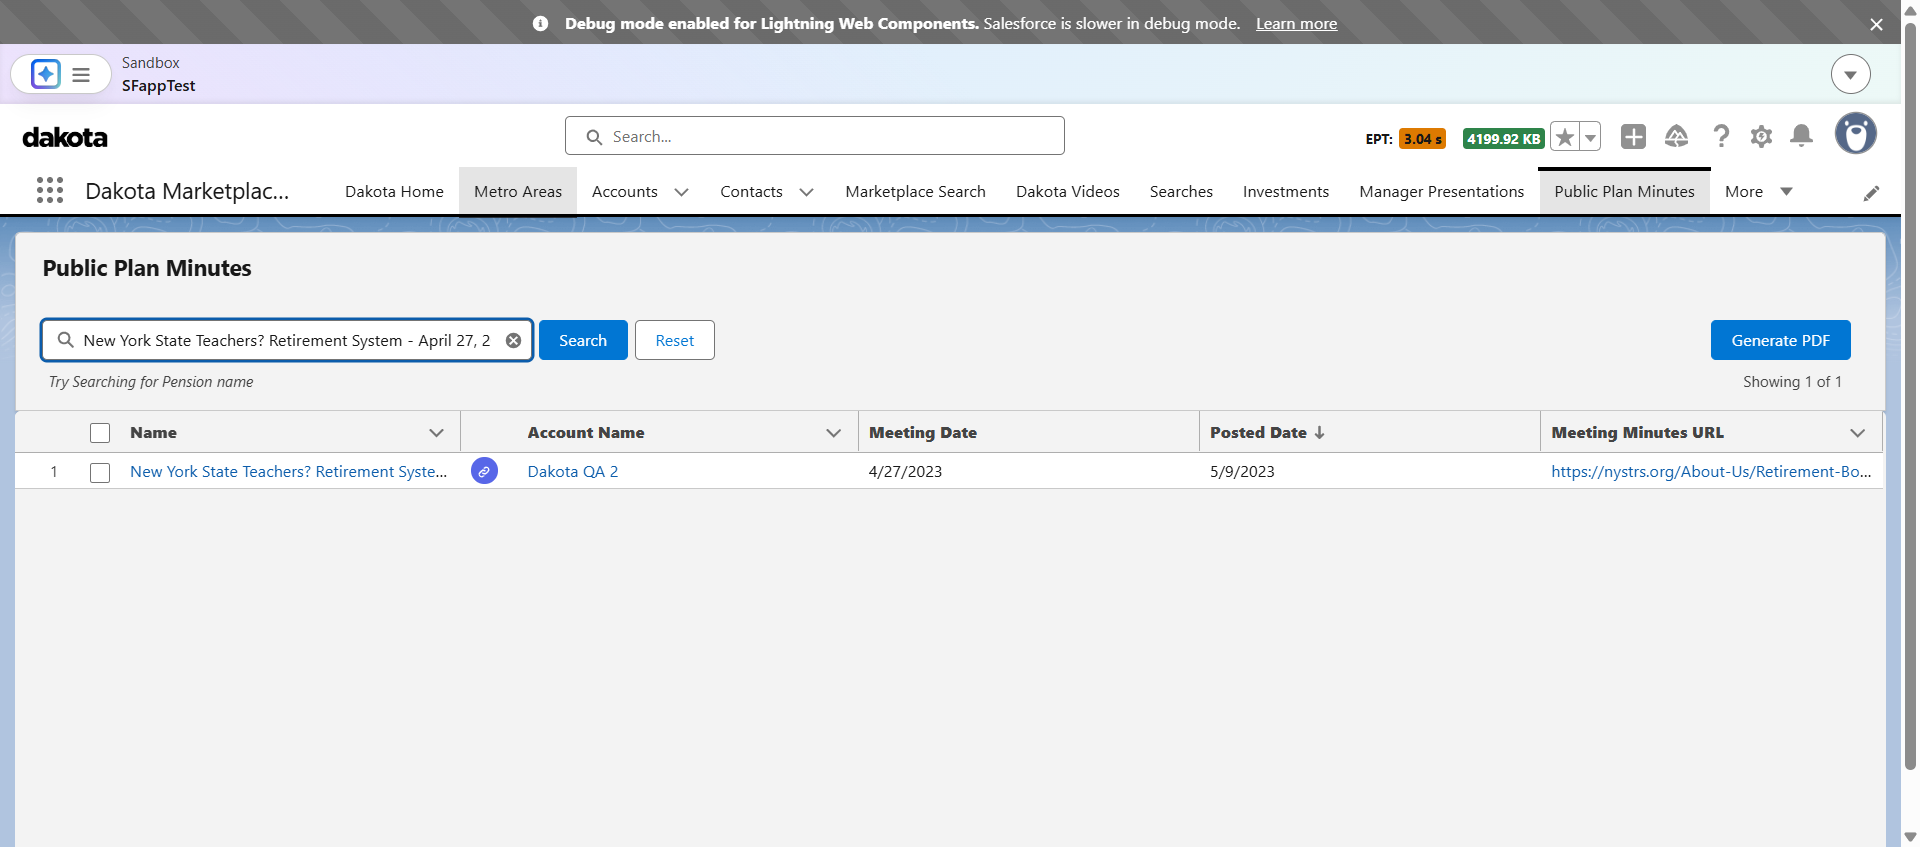 Debug mode enabled for Lightning Web Components. Salesforce is slower in debug mode. Learn more
Sandbox
SFappTest
dakota
Search...
EPT: 3.04 s 4199.92 KB
Dakota Marketplac...
Dakota Home
Metro Areas
Accounts
Contacts
Marketplace Search
Dakota Videos
Searches
Investments
Manager Presentations
Public Plan Minutes
More
Public Plan Minutes
New York State Teachers? Retirement System - April 27, 2
Search
Reset
Generate PDF
Try Searching for Pension name
Showing 1 of 1
Name
Account Name
Meeting Date
Posted Date
Meeting Minutes URL
1
New York State Teachers? Retirement Syste...
Dakota QA 2
4/27/2023
5/9/2023
https://nystrs.org/About-Us/Retirement-Bo...